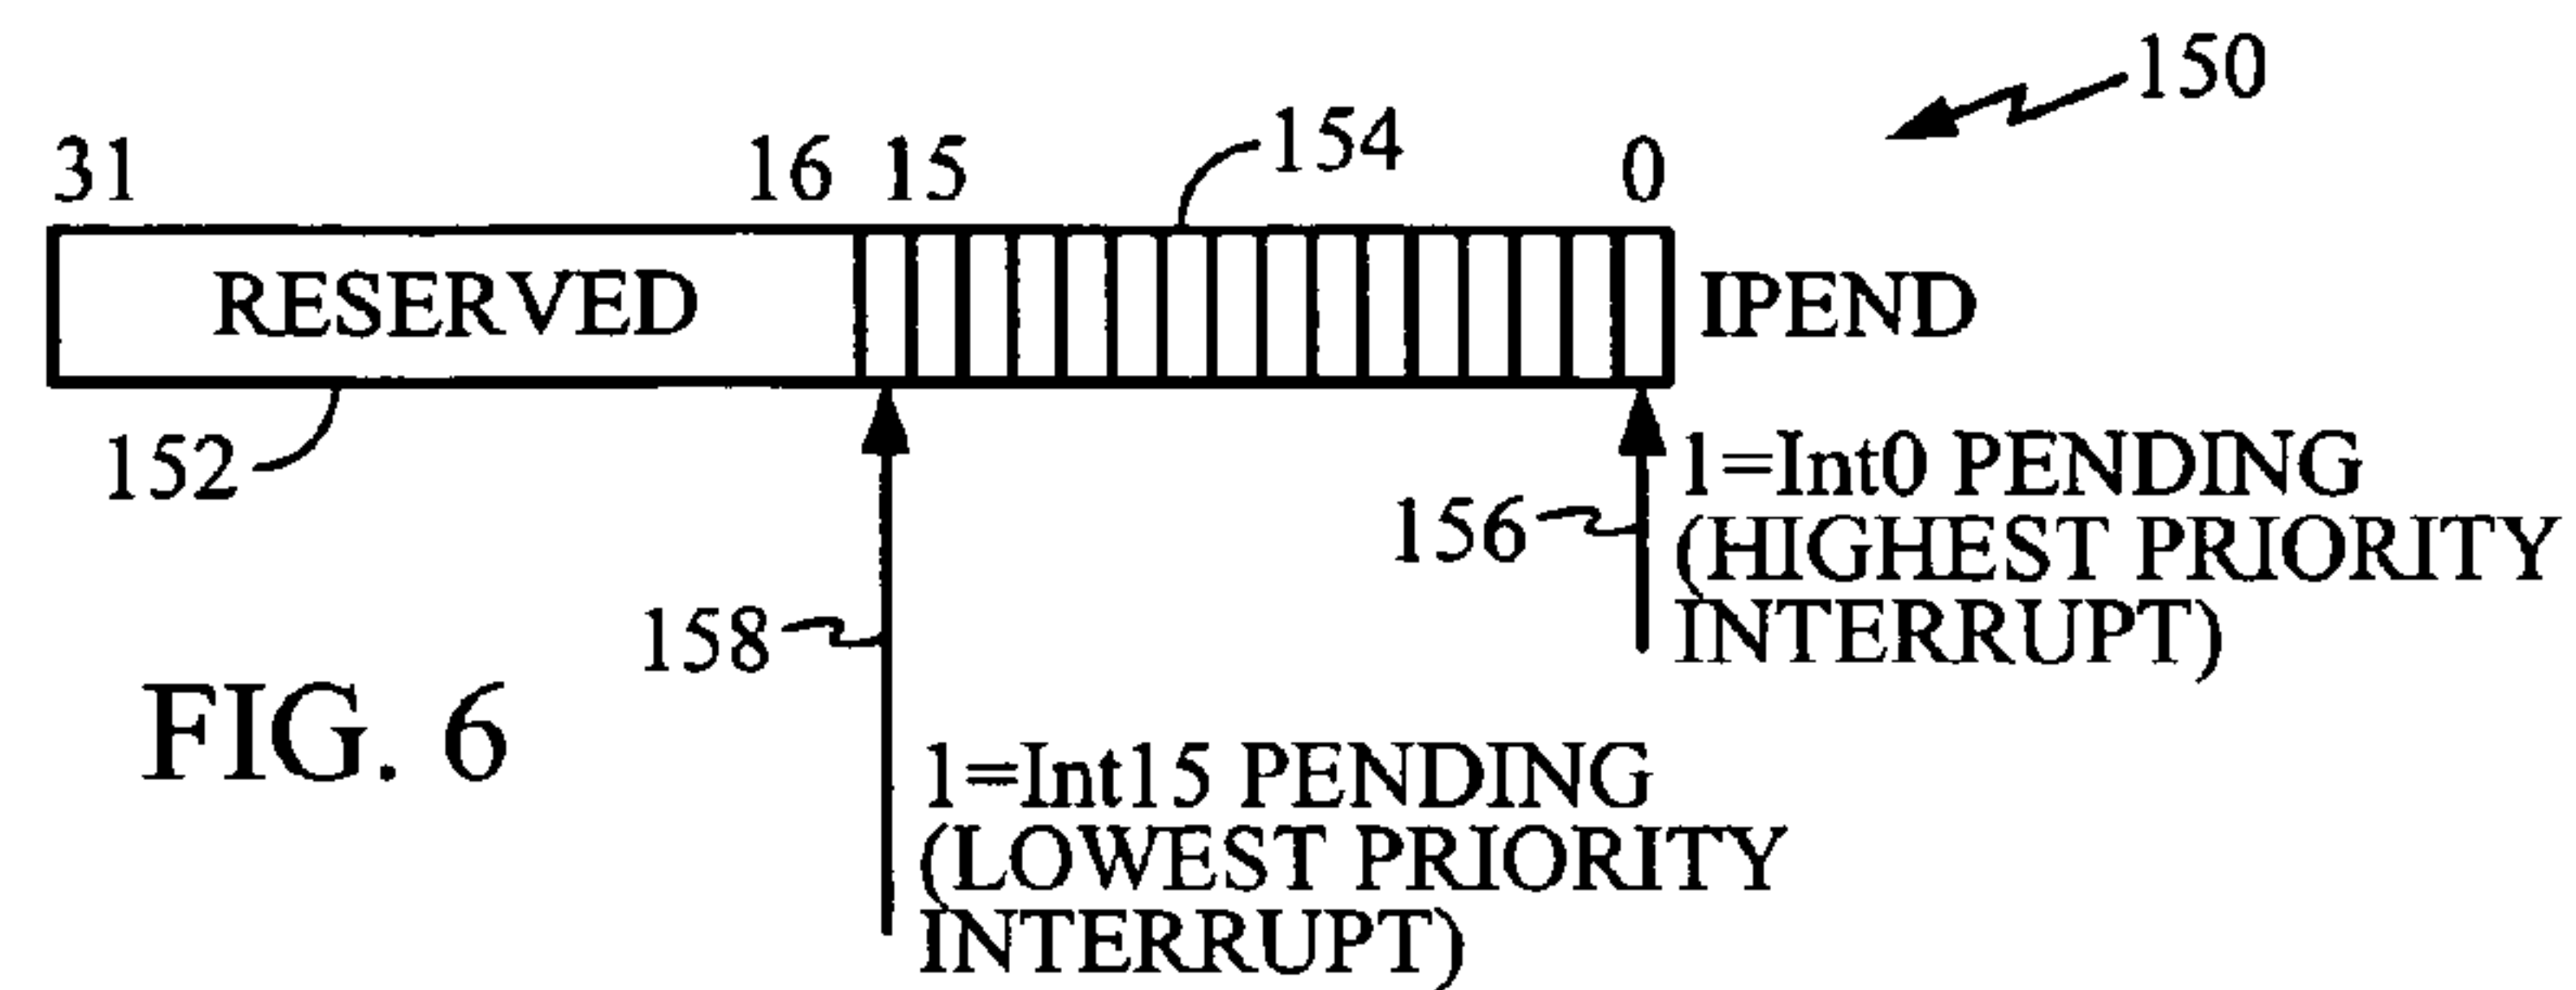 150
31 16 15 154 0
RESERVED IPEND
152
156
1=Int0 PENDING
(HIGHEST PRIORITY
INTERRUPT)
158
FIG. 6
1=Int15 PENDING
(LOWEST PRIORITY
INTERRUPT)